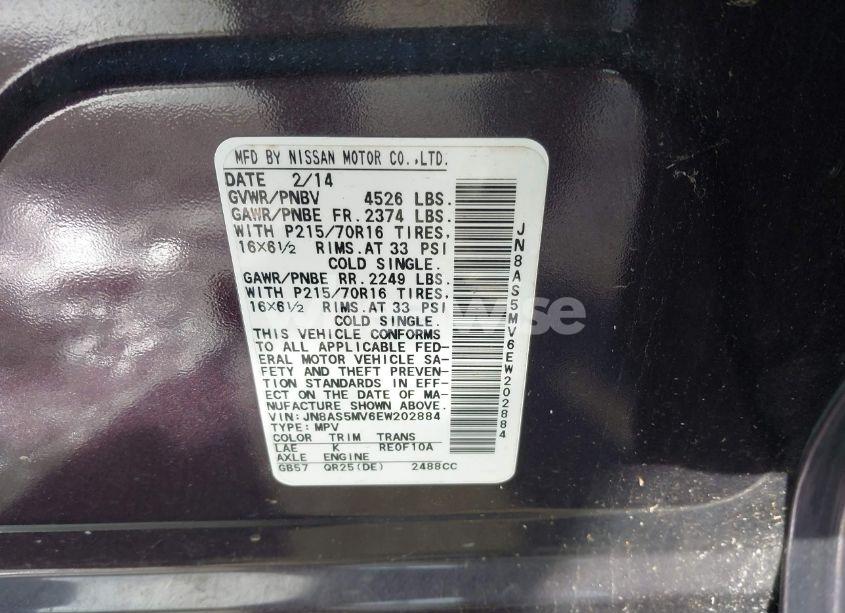 MFD BY NISSAN MOTOR CO.,LTD.
DATE 2/14
GVWR/PNBV 4526 LBS.
GAWR/PNBE FR. 2374 LBS.
WITH P215/70R16 TIRES,
16×6½ RIMS.AT 33 PSI
COLD SINGLE.
GAWR/PNBE RR. 2249 LBS.
WITH P215/70R16 TIRES,
16×6½ RIMS.AT 33 PSI
COLD SINGLE.
THIS VEHICLE CONFORMS
TO ALL APPLICABLE FED-
ERAL MOTOR VEHICLE SA-
FETY AND THEFT PREVEN-
TION STANDARDS IN EFF-
ECT ON THE DATE OF MA-
NUFACTURE SHOWN ABOVE.
VIN:JN8AS5MV6EW202884
TYPE:MPV
COLOR TRIM TRANS
LAE K RE0F10A
AXLE ENGINE
GB57 QR25(DE) 2488CC
JN8AS5MV6EW202884